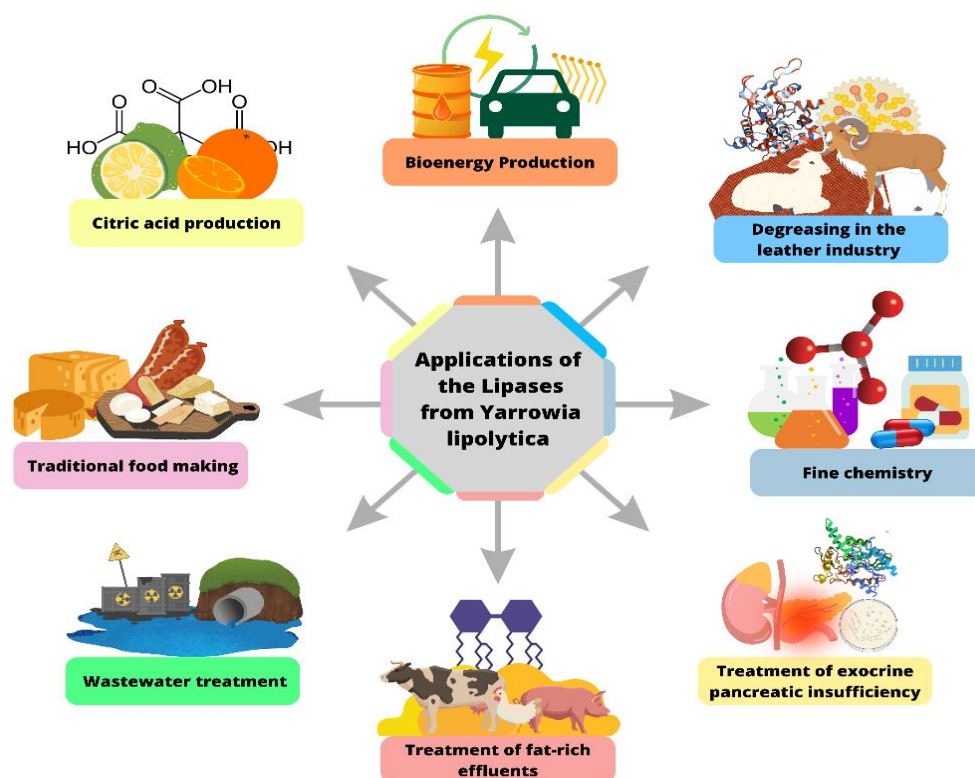 O
OH
O
O
HO
OH
*
Bioenergy Production
Citric acid production
Degreasing in the
leather industry
Applications of
the Lipases
from Yarrowia
lipolytica
Traditional food making
Fine chemistry
Wastewater treatment
Treatment of exocrine
pancreatic insufficiency
Treatment of fat-rich
effluents